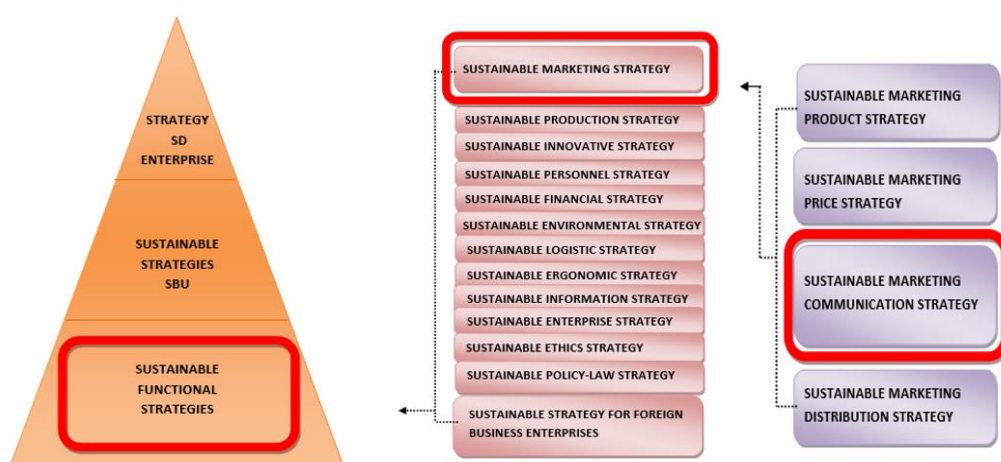 STRATEGY
SD
ENTERPRISE
SUSTAINABLE
STRATEGIES
SBU
SUSTAINABLE
FUNCTIONAL
STRATEGIES
SUSTAINABLE MARKETING STRATEGY
SUSTAINABLE PRODUCTION STRATEGY
SUSTAINABLE INNOVATIVE STRATEGY
SUSTAINABLE PERSONNEL STRATEGY
SUSTAINABLE FINANCIAL STRATEGY
SUSTAINABLE ENVIRONMENTAL STRATEGY
SUSTAINABLE LOGISTIC STRATEGY
SUSTAINABLE ERGONOMIC STRATEGY
SUSTAINABLE INFORMATION STRATEGY
SUSTAINABLE ENTERPRISE STRATEGY
SUSTAINABLE ETHICS STRATEGY
SUSTAINABLE POLICY-LAW STRATEGY
SUSTAINABLE STRATEGY FOR FOREIGN
BUSINESS ENTERPRISES
SUSTAINABLE MARKETING
PRODUCT STRATEGY
SUSTAINABLE MARKETING
PRICE STRATEGY
SUSTAINABLE MARKETING
COMMUNICATION STRATEGY
SUSTAINABLE MARKETING
DISTRIBUTION STRATEGY